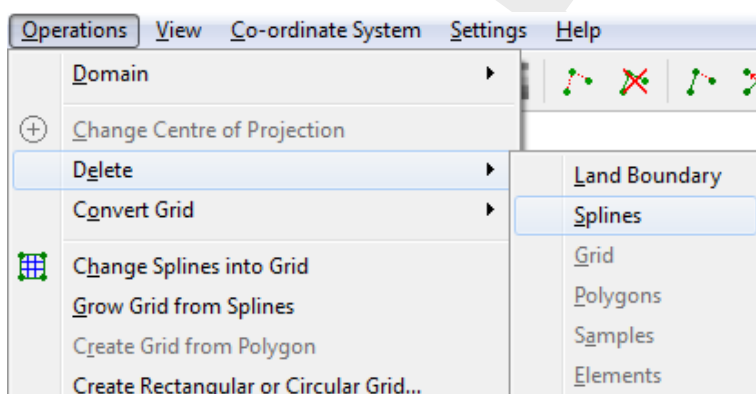 Operations View Co-ordinate System Settings Help
Domain
Change Centre of Projection
Delete
Convert Grid
Change Splines into Grid
Grow Grid from Splines
Create Grid from Polygon
Create Rectangular or Circular Grid...
Land Boundary
Splines
Grid
Polygons
Samples
Elements